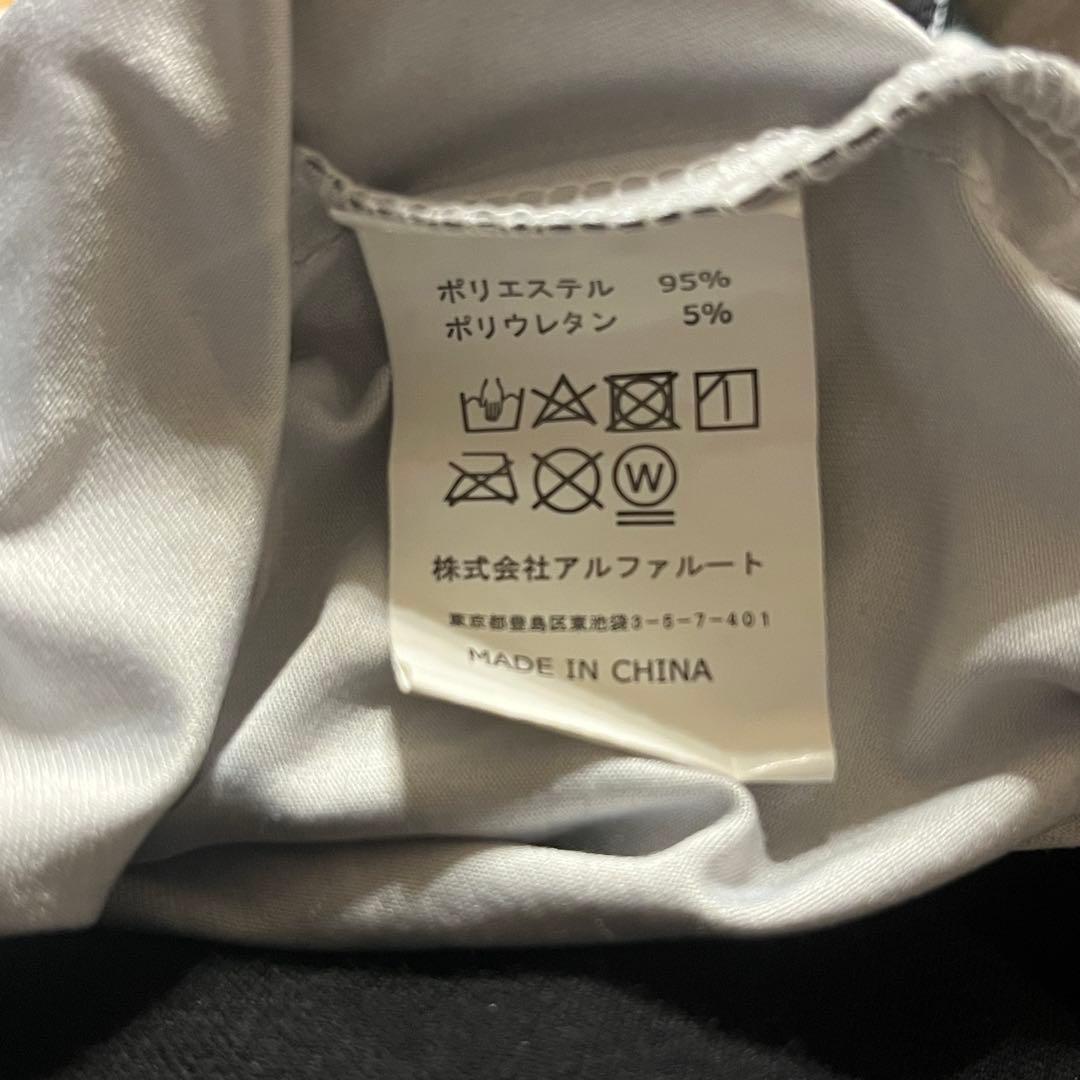 ポリエステル 95%
ポリウレタン 5%
W
株式会社アルファルート
東京都豊島区東池袋3-5-7-401
MADE IN CHINA